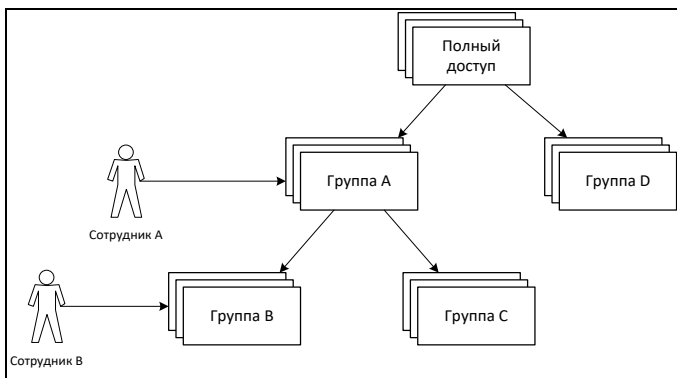 Полный
доступ
Группа A
Группа D
Сотрудник A
Группа B
Группа C
Сотрудник B